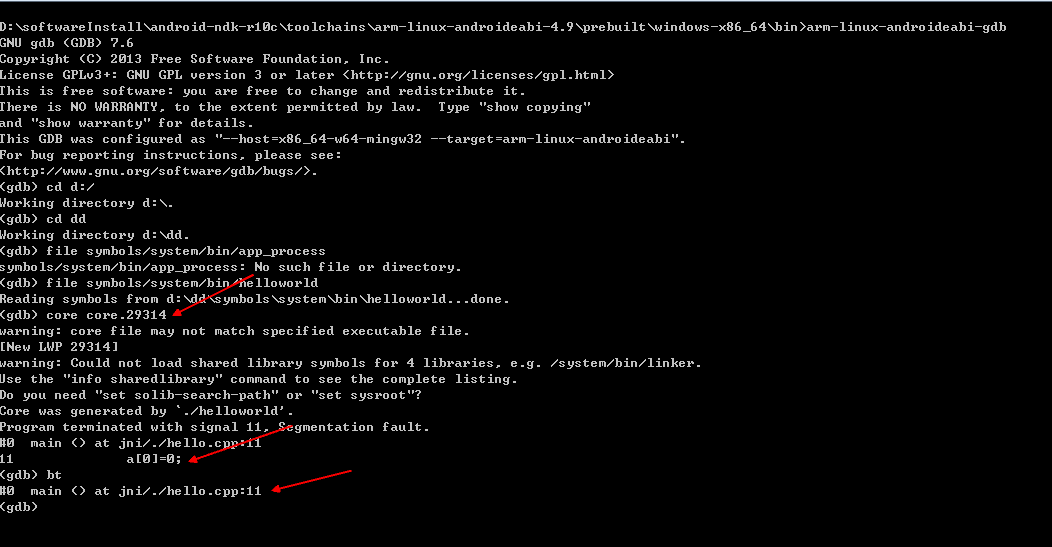 D:\softwareInstall\android-ndk-r10c\toolchains\arm-linux-androideabi-4.9\prebuilt\windows-x86_64\bin>arm-linux-androideabi-gdb
GNU gdb (GDB) 7.6
Copyright (C) 2013 Free Software Foundation, Inc.
License GPLv3+: GNU GPL version 3 or later <http://gnu.org/licenses/gpl.html>
This is free software: you are free to change and redistribute it.
There is NO WARRANTY, to the extent permitted by law.  Type "show copying"
and "show warranty" for details.
This GDB was configured as "--host=x86_64-w64-mingw32 --target=arm-linux-androideabi".
For bug reporting instructions, please see:
<http://www.gnu.org/software/gdb/bugs/>.
(gdb) cd d:/
Working directory d:\.
(gdb) cd dd
Working directory d:\dd.
(gdb) file symbols/system/bin/app_process
symbols/system/bin/app_process: No such file or directory.
(gdb) file symbols/system/bin/helloworld
Reading symbols from d:\dd\symbols\system\bin\helloworld...done.
(gdb) core core.29314
warning: core file may not match specified executable file.
[New LWP 29314]
warning: Could not load shared library symbols for 4 libraries, e.g. /system/bin/linker.
Use the "info sharedlibrary" command to see the complete listing.
Do you need "set solib-search-path" or "set sysroot"?
Core was generated by `./helloworld'.
Program terminated with signal 11, Segmentation fault.
#0  main () at jni/./hello.cpp:11
11              a[0]=0;
(gdb) bt
#0  main () at jni/./hello.cpp:11
(gdb)